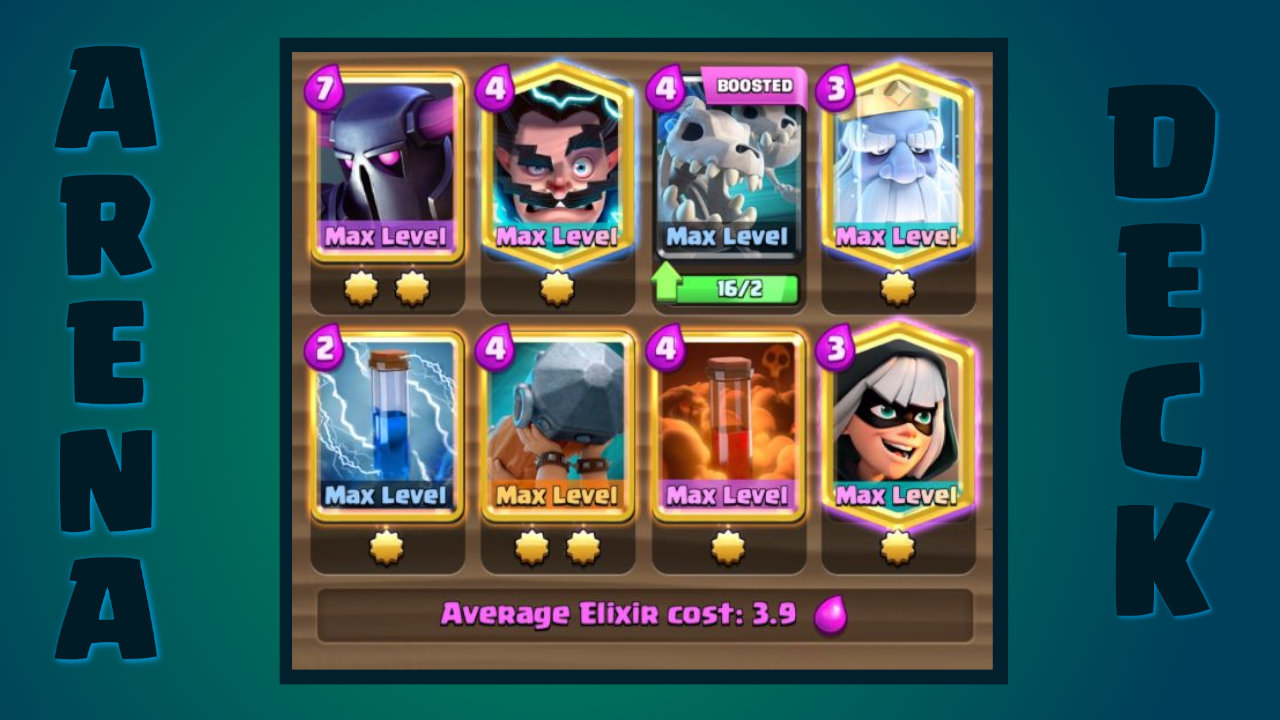 ARENA
7
4
4
BOOSTED
3
Max Level
Max Level
Max Level
Max Level
16/2
2
4
4
3
Max Level
Max Level
Max Level
Max Level
Average Elixir cost: 3.9
DECK